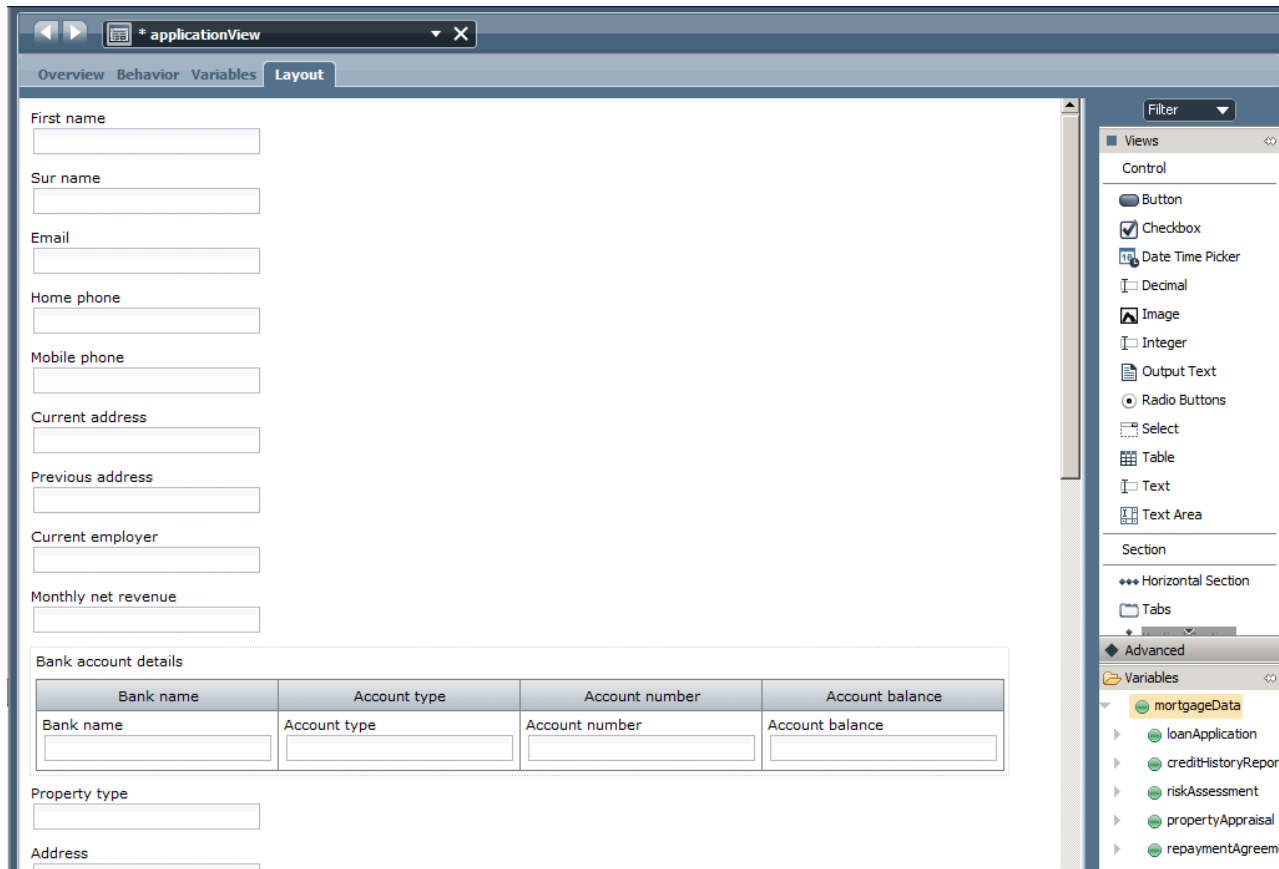 * applicationView
Overview Behavior Variables Layout
First name
Sur name
Email
Home phone
Mobile phone
Current address
Previous address
Current employer
Monthly net revenue
Bank account details
Bank name Account type Account number Account balance
Bank name Account type Account number Account balance
Property type
Address
Filter
Views
Control
Button
Checkbox
16 Date Time Picker
Decimal
Image
Integer
Output Text
Radio Buttons
Select
Table
Text
Text Area
Section
Horizontal Section
Tabs
Advanced
Variables
mortgageData
loanApplication
creditHistoryRepor
riskAssessment
propertyAppraisal
repaymentAgreem